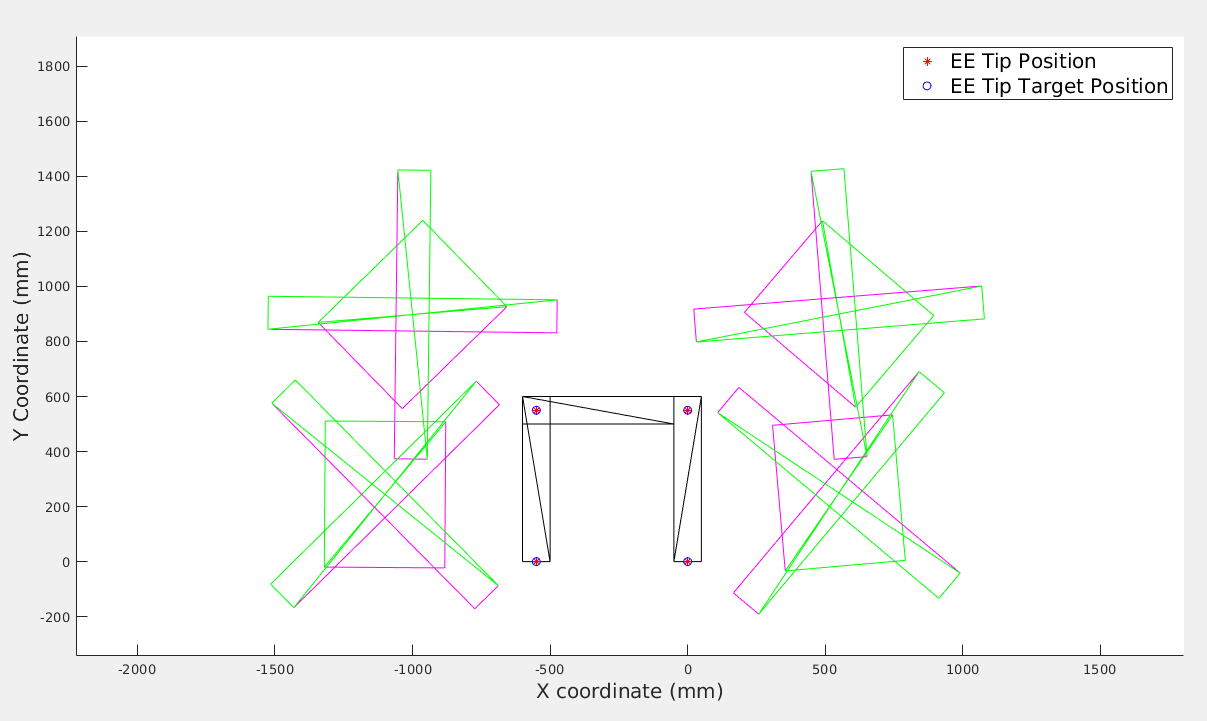 EE Tip Position
EE Tip Target Position
1800
1600
1400
1200
1000
800
600
400
200
0
-200
Y Coordinate (mm)
-2000 -1500 -1000 -500 0 500 1000 1500
X coordinate (mm)